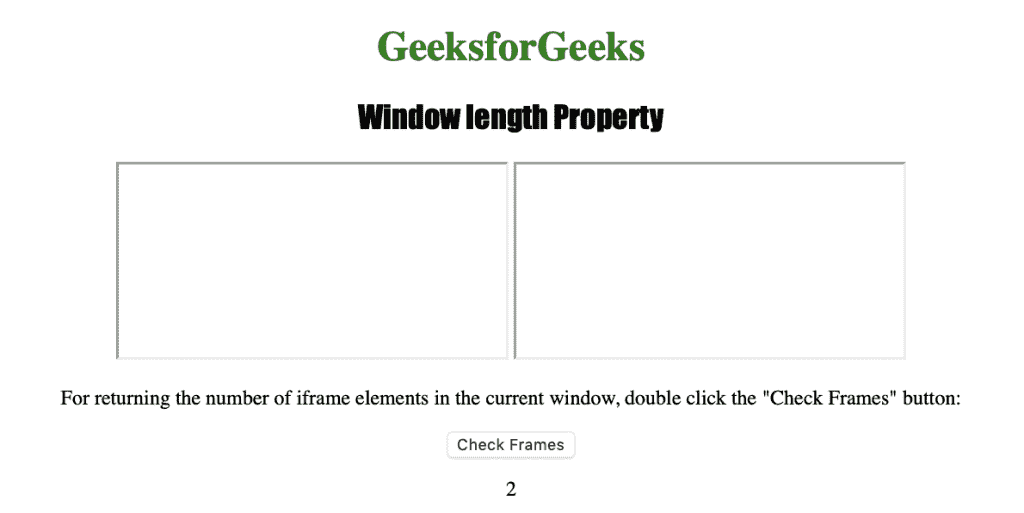 GeeksforGeeks
Window length Property
For returning the number of iframe elements in the current window, double click the "Check Frames" button:
Check Frames
2